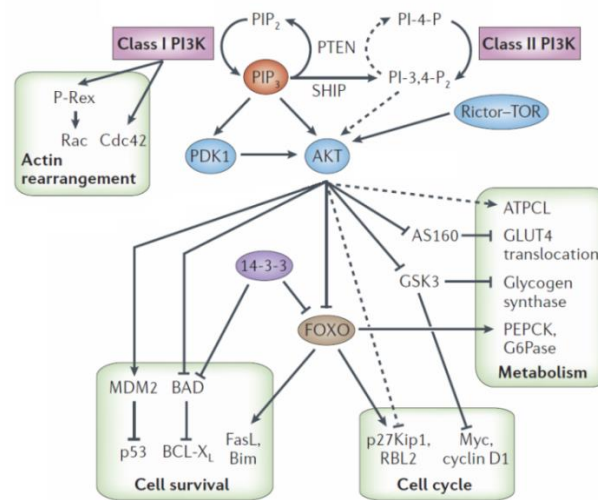 Class I PI3K
PIP2
PTEN
PI-4-P
Class II PI3K
PIP3
SHIP
PI-3,4-P2
P-Rex
Rac
Cdc42
Actin
rearrangement
PDK1
AKT
Rictor–TOR
ATPCL
AS160
GLUT4
translocation
14-3-3
GSK3
Glycogen
synthase
FOXO
PEPCK,
G6Pase
Metabolism
MDM2
BAD
p53
BCL-XL
FasL,
Bim
Cell survival
p27Kip1,
RBL2
Myc,
cyclin D1
Cell cycle